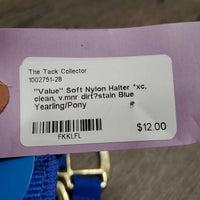 The Tack Collector
1002751-28
"Value" Soft Nylon Halter *xc,
clean, v.mnr dirt?stain Blue
Yearling/Pony
$12.00
FKKLFL